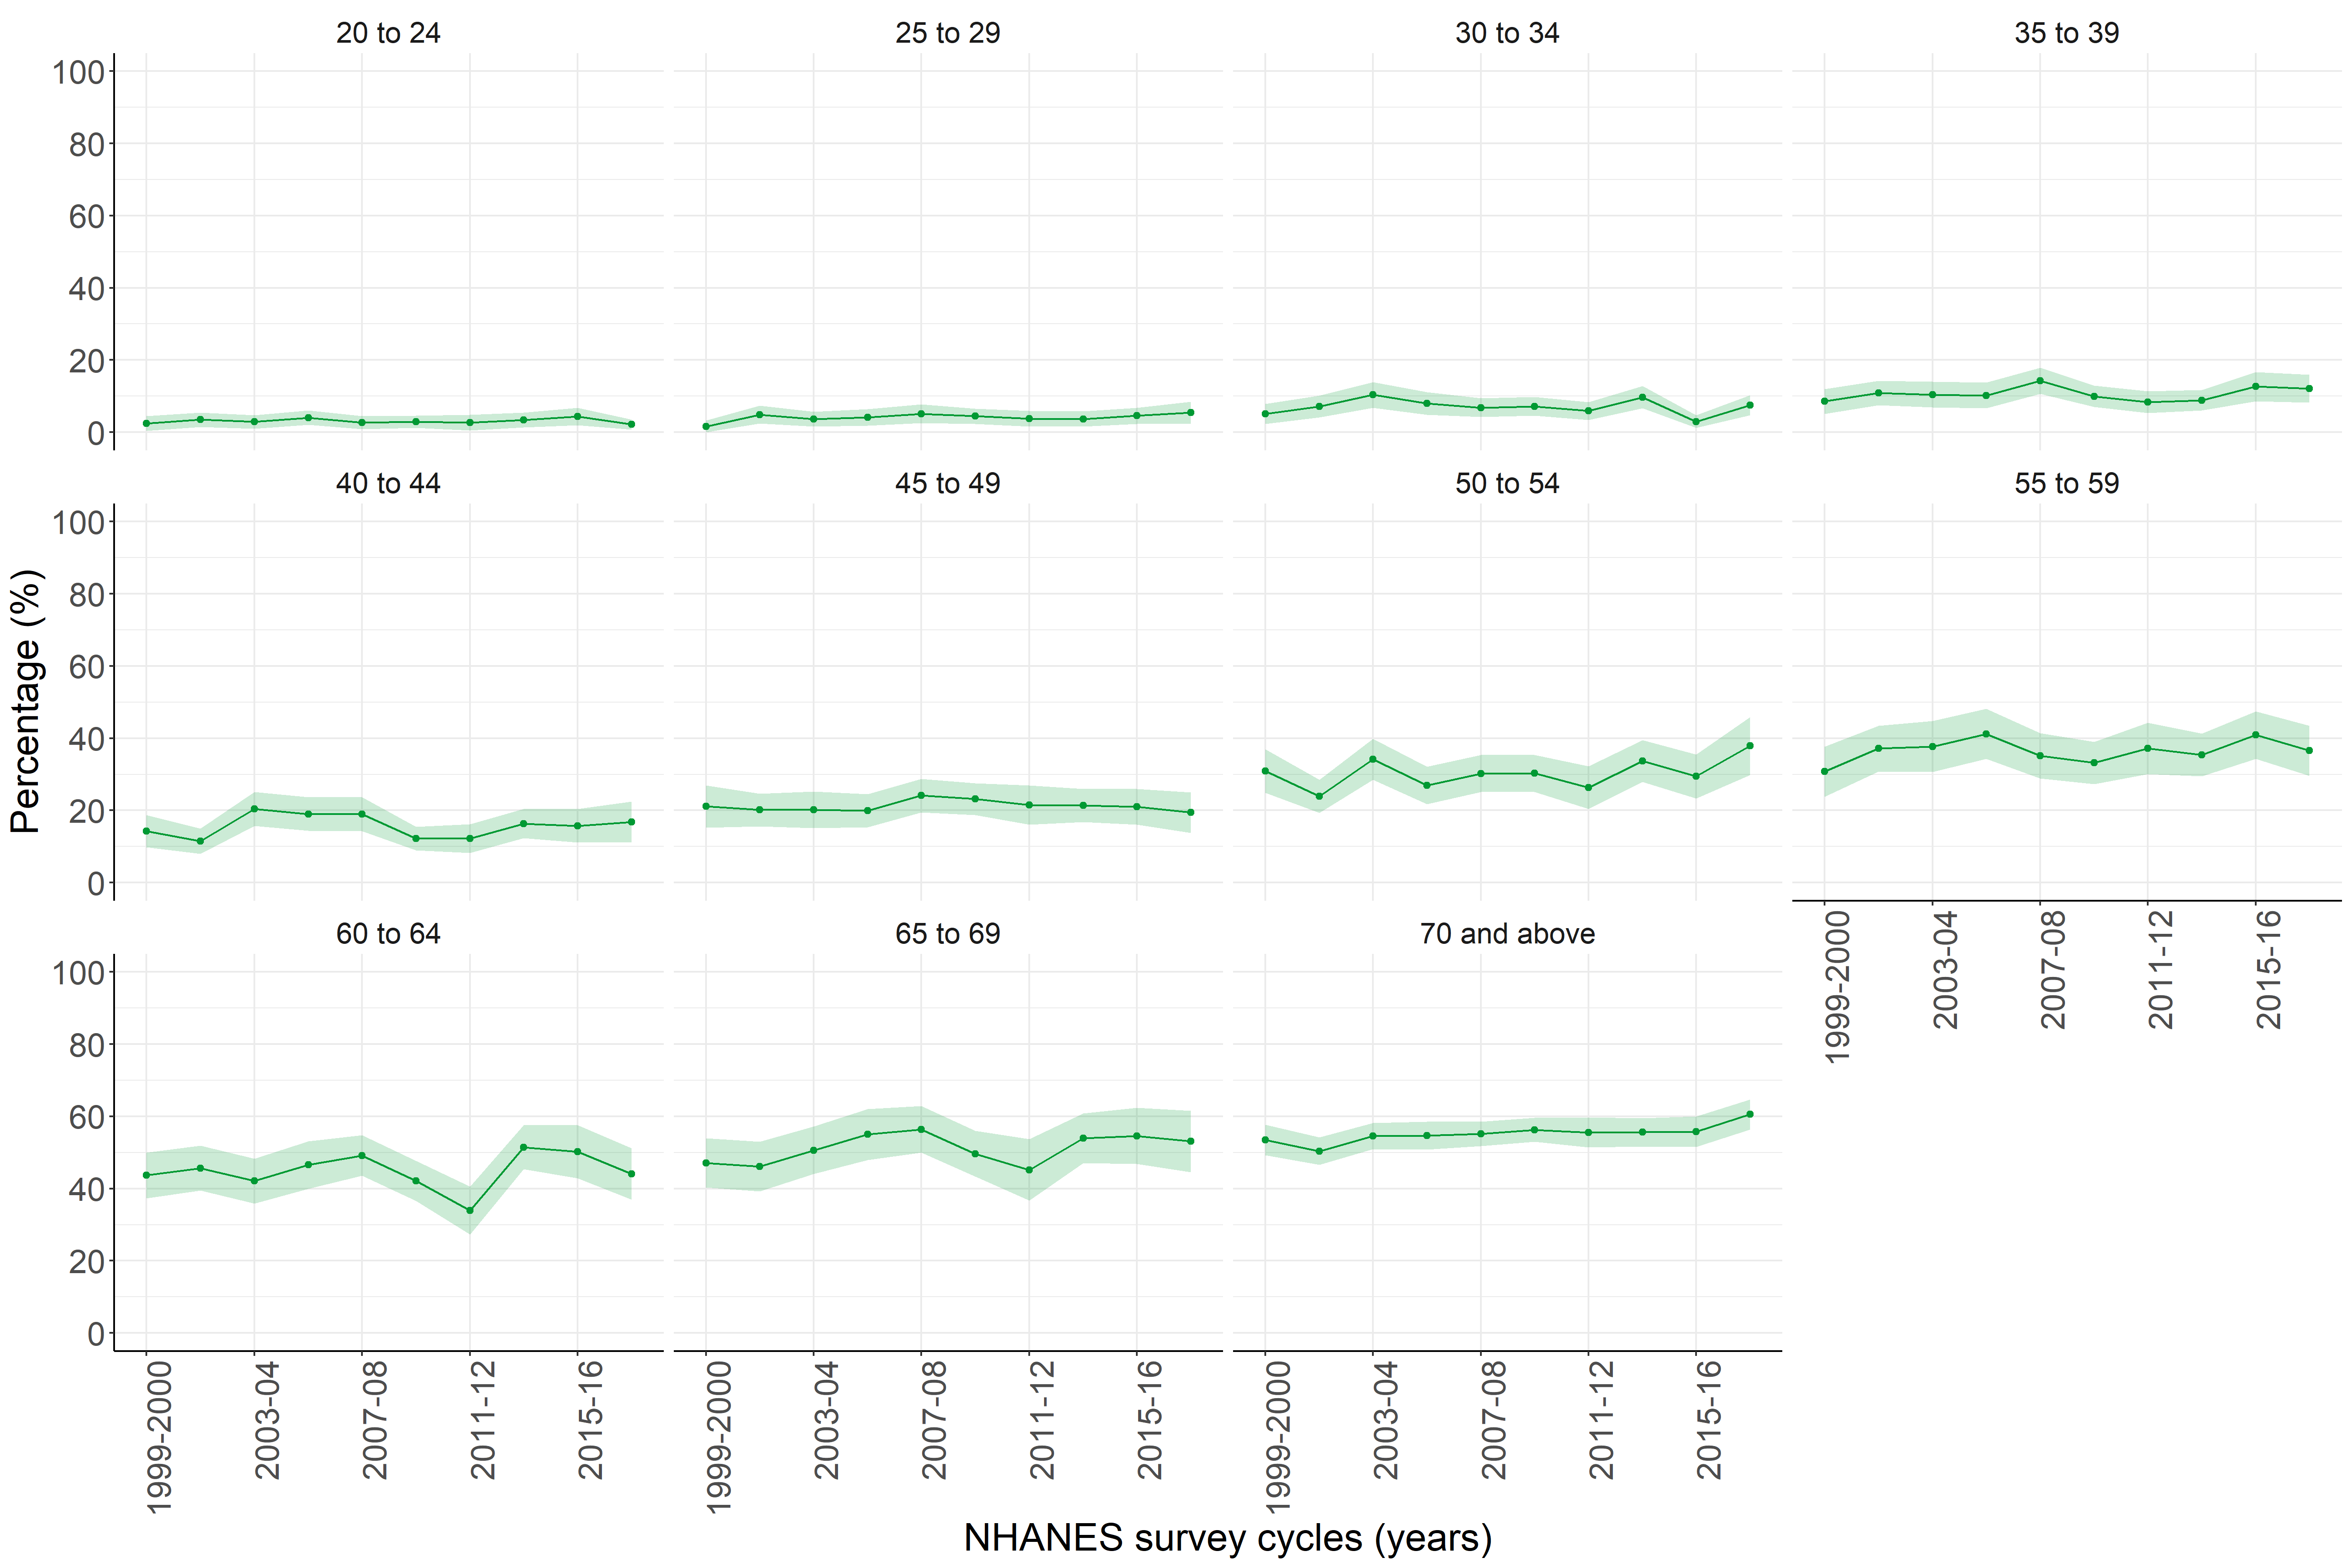 20 to 24
25 to 29
30 to 34
35 to 39
100
80
60
40
20
0
40 to 44
45 to 49
50 to 54
55 to 59
100
80
60
40
20
0
Percentage (%)
1999-2000
2003-04
2007-08
2011-12
2015-16
60 to 64
65 to 69
70 and above
100
80
60
40
20
0
1999-2000
2003-04
2007-08
2011-12
2015-16
1999-2000
2003-04
2007-08
2011-12
2015-16
1999-2000
2003-04
2007-08
2011-12
2015-16
NHANES survey cycles (years)